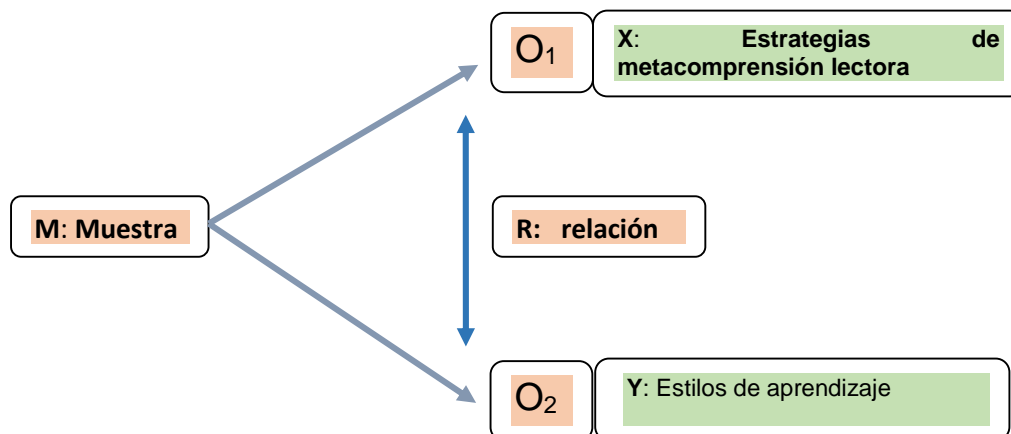 O₁
X: Estrategias de
metacomprensión lectora
M: Muestra
R: relación
O₂
Y: Estilos de aprendizaje